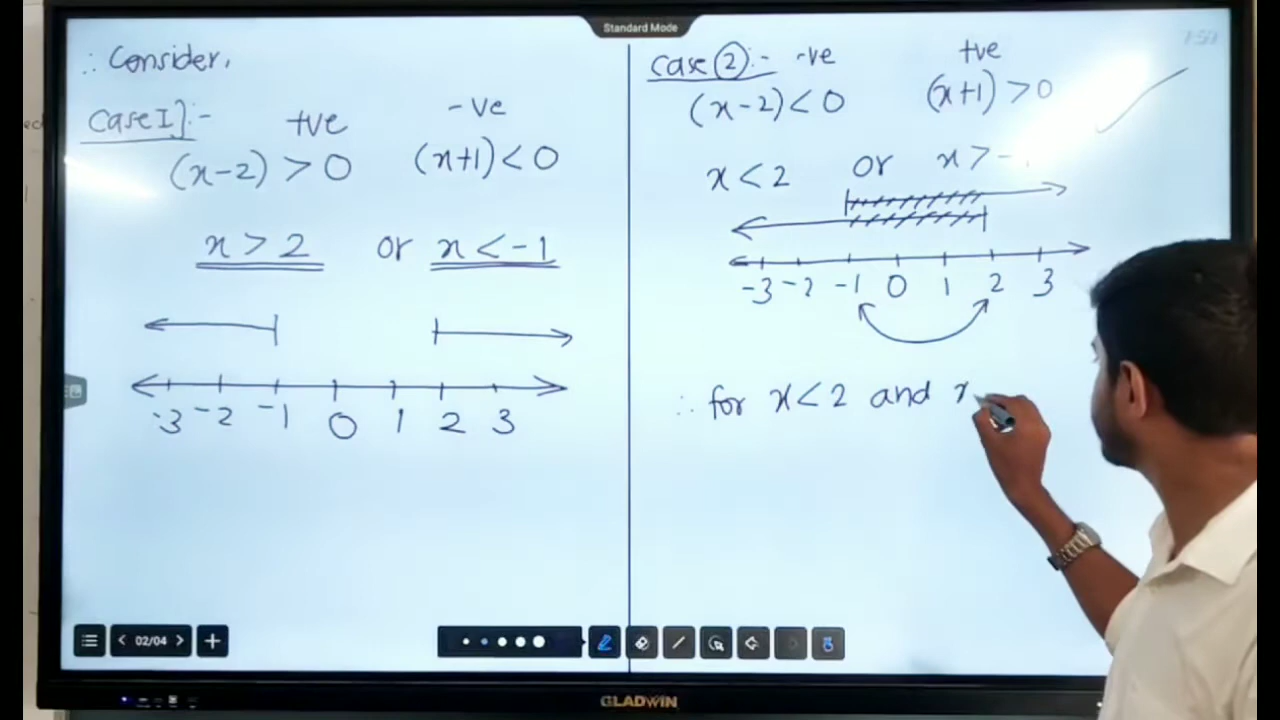 Standard Mode
∴ Consider,
Case I]:-
+ve -ve
(x-2) > 0 (x+1) < 0
x > 2 or x < -1
-3 -2 -1 0 1 2 3
Case (2):- -ve +ve
(x-2) < 0 (x+1) > 0
x < 2 or x > -
-3 -2 -1 0 1 2 3
∴ for x < 2 and x
02/04
GLADWIN